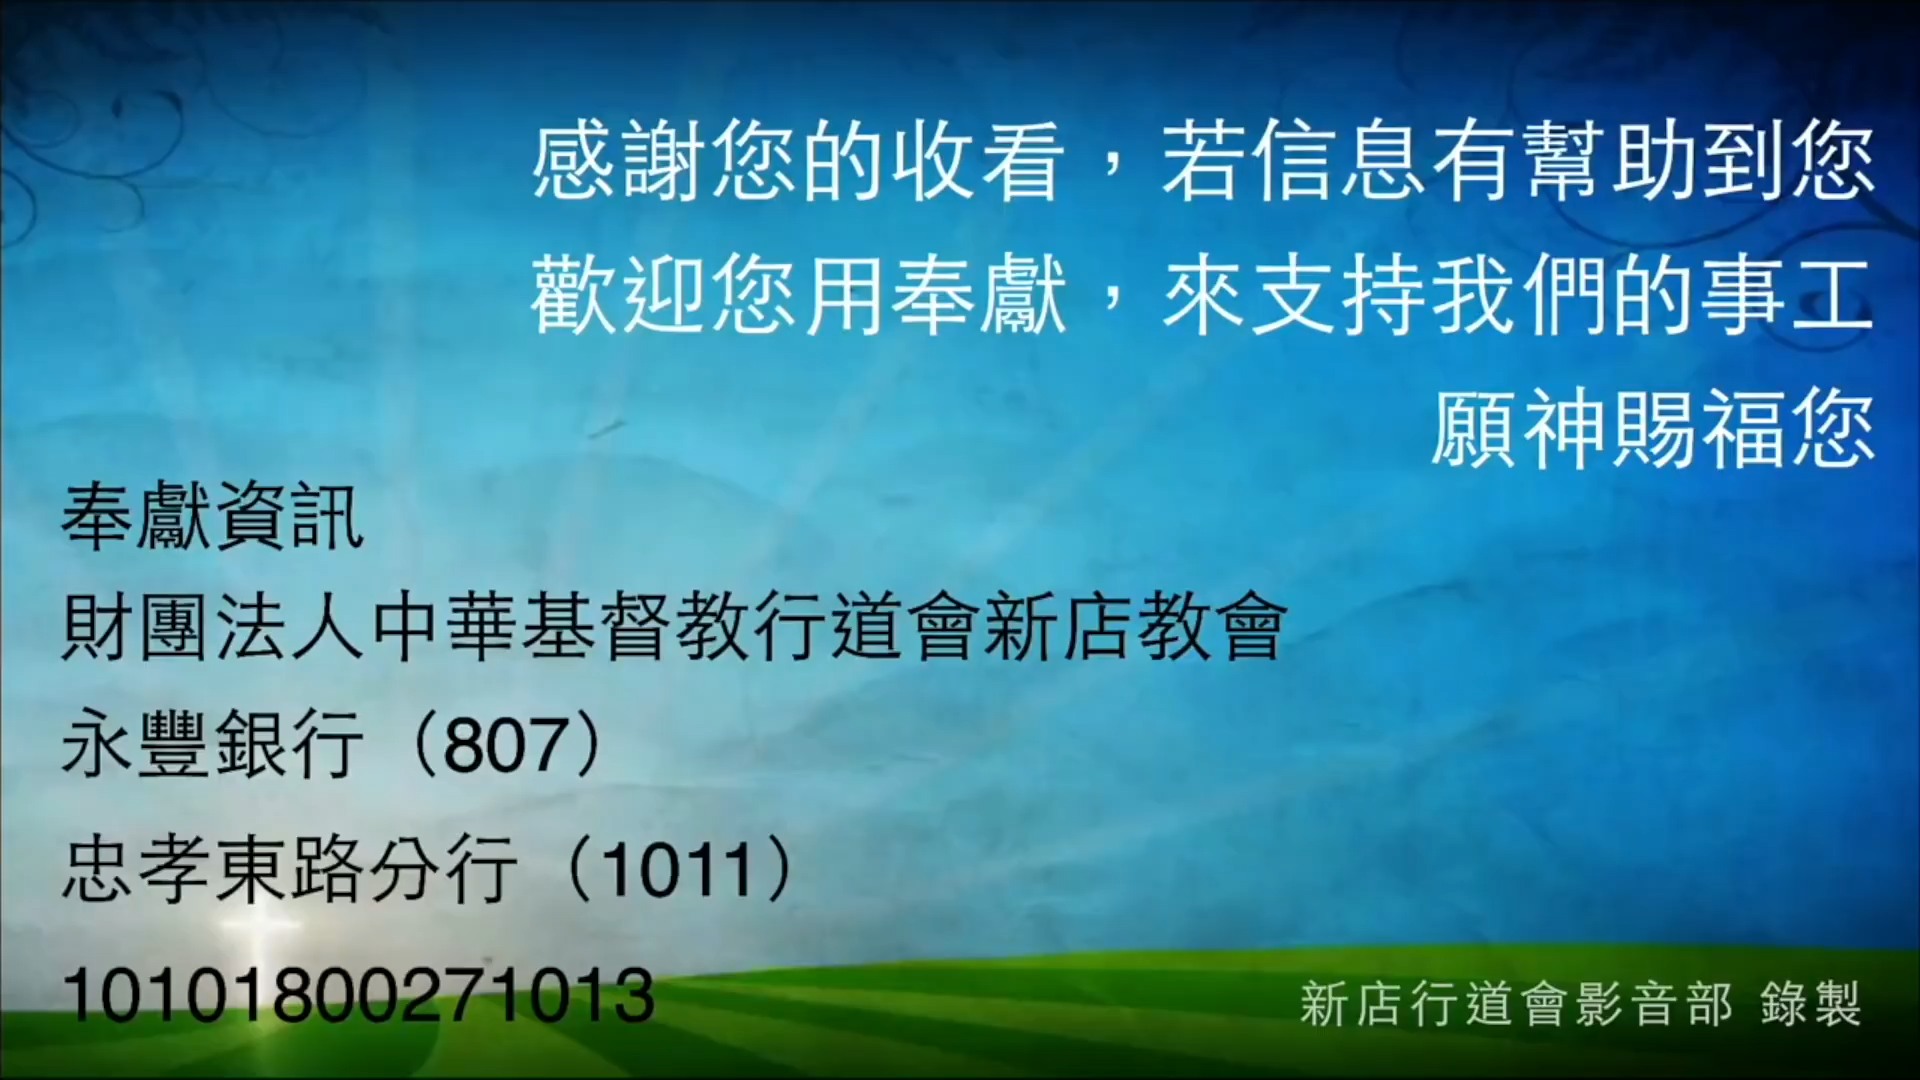 感謝您的收看，若信息有幫助到您
歡迎您用奉獻，來支持我們的事工
願神賜福您
奉獻資訊
財團法人中華基督教行道會新店教會
永豐銀行（807）
忠孝東路分行（1011）
10101800271013
新店行道會影音部 錄製